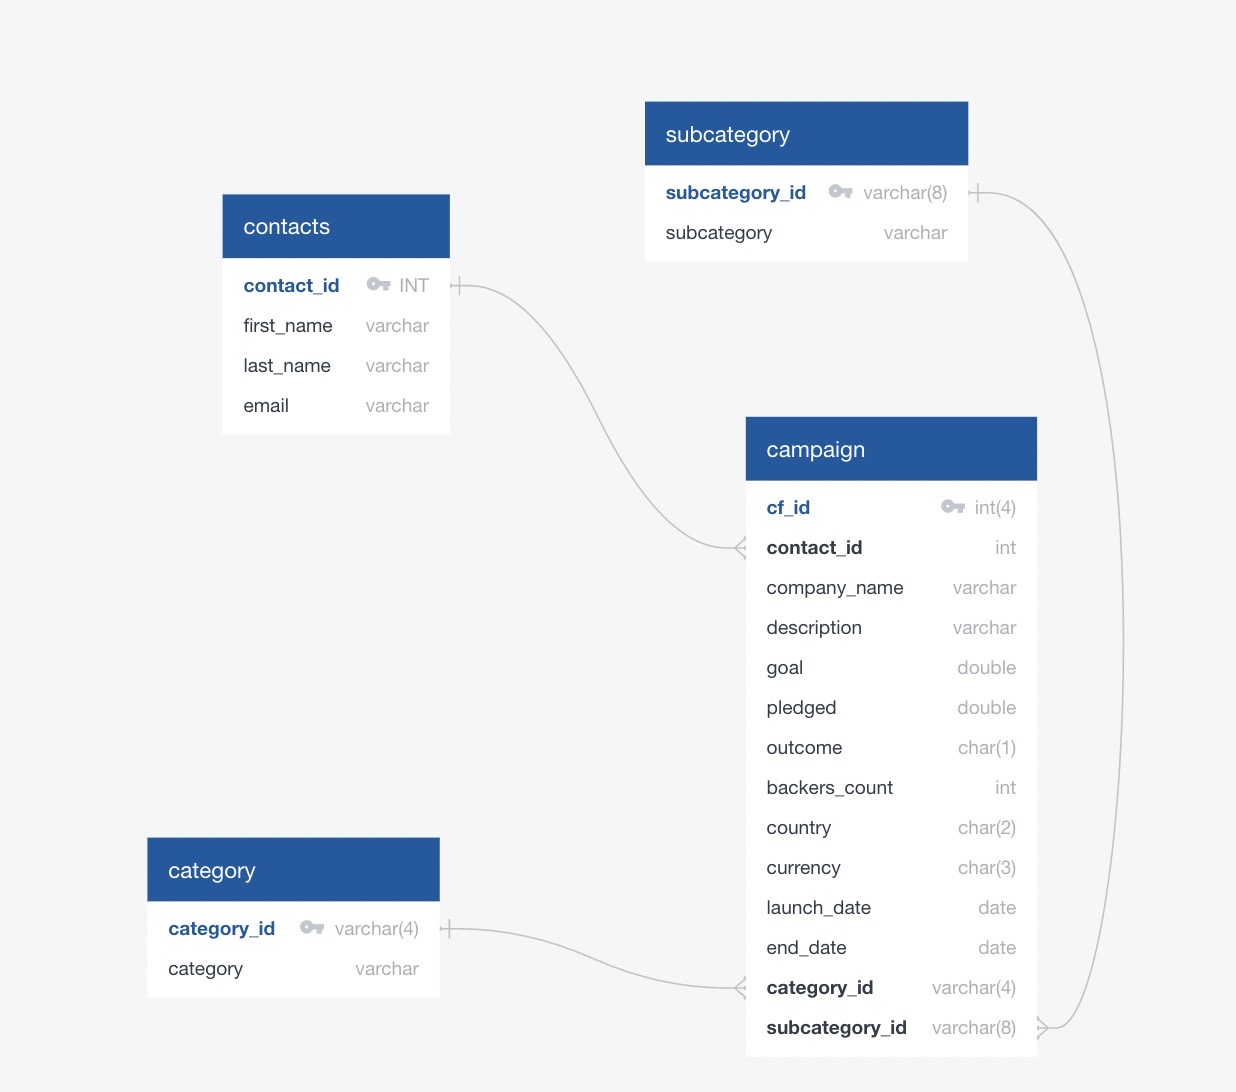 subcategory
subcategory_id varchar(8)
subcategory varchar
contacts
contact_id INT
first_name varchar
last_name varchar
email varchar
campaign
cf_id int(4)
contact_id int
company_name varchar
description varchar
goal double
pledged double
outcome char(1)
backers_count int
country char(2)
currency char(3)
launch_date date
end_date date
category_id varchar(4)
subcategory_id varchar(8)
category
category_id varchar(4)
category varchar